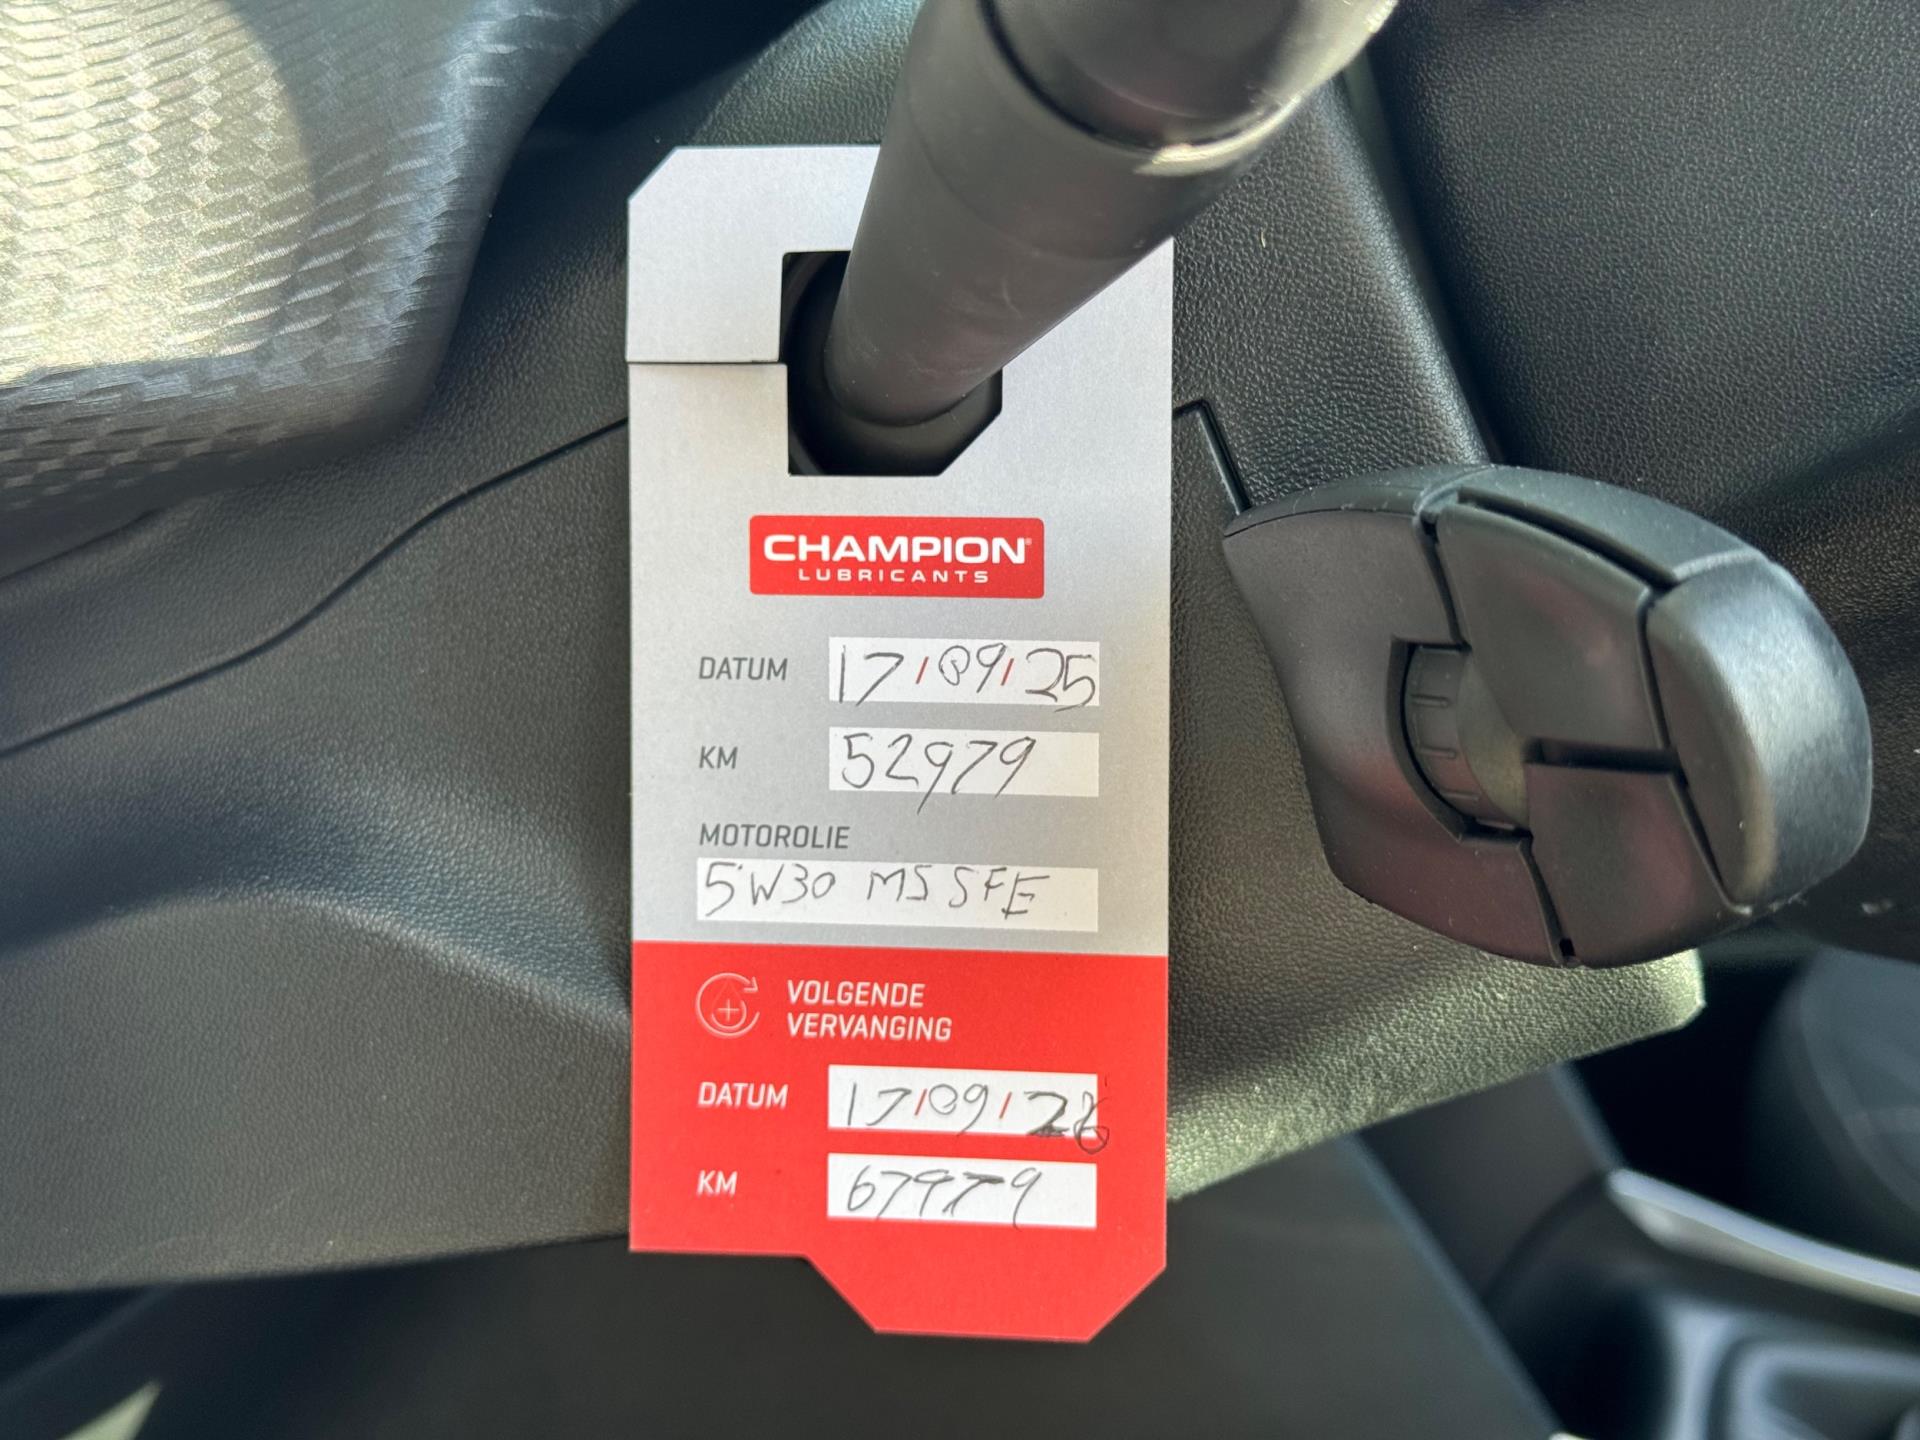 CHAMPION®
LUBRICANTS
DATUM 17/09/25
KM 52979
MOTOROLIE
5W30 MS SFE
VOLGENDE
VERVANGING
DATUM 17/09/26
KM 67979